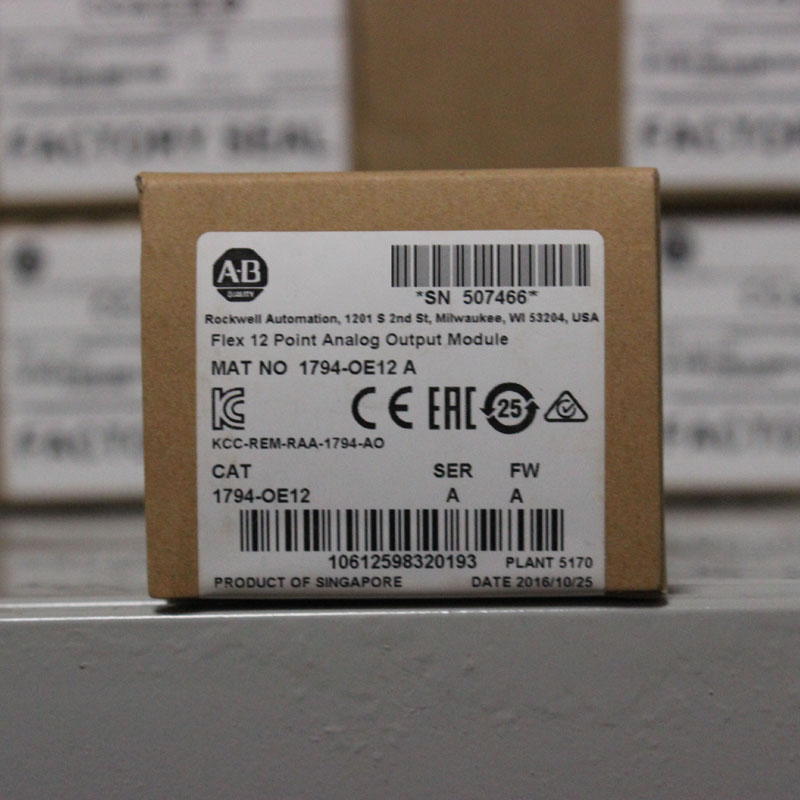 FACTORY SEAL
A-B
QUALITY
*SN 507466*
Rockwell Automation, 1201 S 2nd St, Milwaukee, WI 53204, USA
Flex 12 Point Analog Output Module
MAT NO 1794-OE12 A
KC
CE
EAC
25
KCC-REM-RAA-1794-AO
CAT SER FW
1794-OE12 A A
10612598320193
PLANT 5170
PRODUCT OF SINGAPORE DATE 2016/10/25